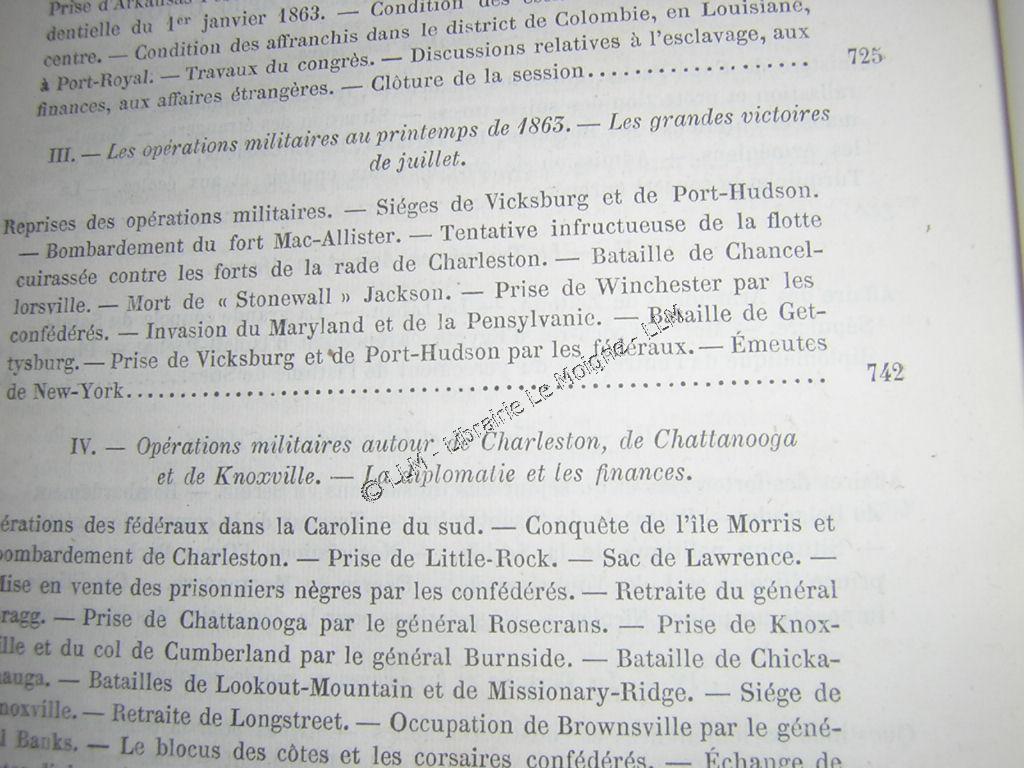 Prise d'Arkansas
dentielle du 1er janvier 1863. — Condition des
centre. — Condition des affranchis dans le district de Colombie, en Louisiane,
à Port-Royal. — Travaux du congrès. — Discussions relatives à l'esclavage, aux
finances, aux affaires étrangères. — Clôture de la session.................. 725
III. — Les opérations militaires au printemps de 1863. — Les grandes victoires
de juillet.
Reprises des opérations militaires. — Siéges de Vicksburg et de Port-Hudson.
— Bombardement du fort Mac-Allister. — Tentative infructueuse de la flotte
cuirassée contre les forts de la rade de Charleston. — Bataille de Chancel-
lorsville. — Mort de « Stonewall » Jackson. — Prise de Winchester par les
confédérés. — Invasion du Maryland et de la Pensylvanie. — Bataille de Get-
tysburg. — Prise de Vicksburg et de Port-Hudson par les fédéraux. — Émeutes
de New-York.................................................... 742
IV. — Opérations militaires autour de Charleston, de Chattanooga
et de Knoxville. — La diplomatie et les finances.
érations des fédéraux dans la Caroline du sud. — Conquête de l'île Morris et
bombardement de Charleston. — Prise de Little-Rock. — Sac de Lawrence. —
Mise en vente des prisonniers nègres par les confédérés. — Retraite du général
ragg. — Prise de Chattanooga par le général Rosecrans. — Prise de Knox-
ille et du col de Cumberland par le général Burnside. — Bataille de Chicka-
auga. — Batailles de Lookout-Mountain et de Missionary-Ridge. — Siége de
noxville. — Retraite de Longstreet. — Occupation de Brownsville par le géné-
l Banks. — Le blocus des côtes et les corsaires confédérés. — Échange de
© LLM - Librairie Le Moigne - LLM